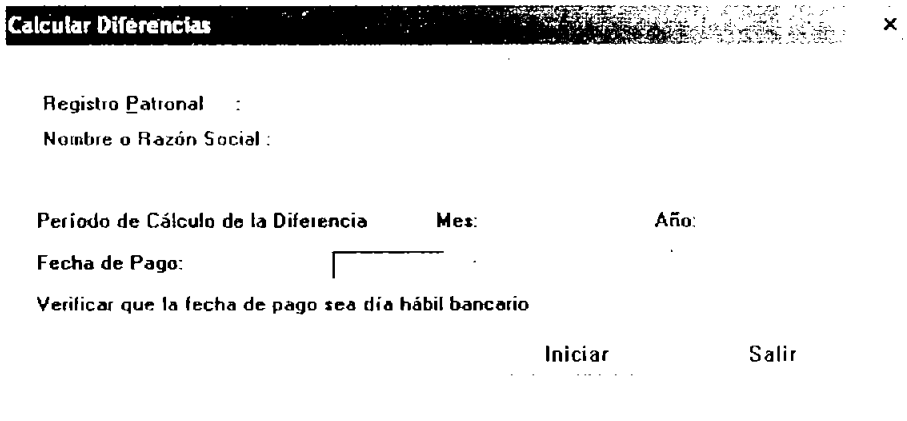 Calcular Diferencias ×
Registro Patronal :
Nombre o Razón Social :
Período de Cálculo de la Diferencia Mes: Año:
Fecha de Pago:
Verificar que la fecha de pago sea día hábil bancario
Iniciar Salir